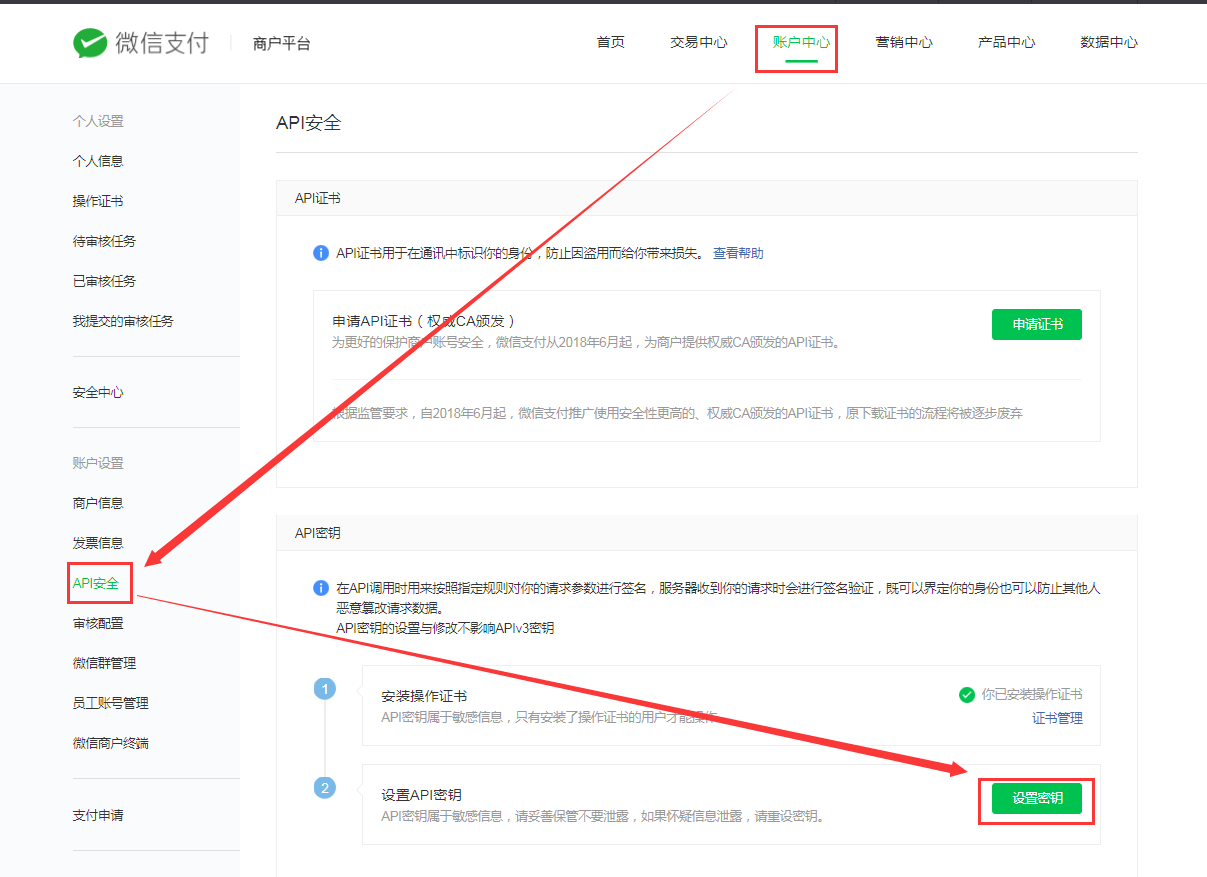 微信支付 商户平台 首页 交易中心 账户中心 营销中心 产品中心 数据中心
个人设置
个人信息
操作证书
待审核任务
已审核任务
我提交的审核任务
安全中心
账户设置
商户信息
发票信息
API安全
审核配置
微信群管理
员工账号管理
微信商户终端
支付申请
API安全
API证书
API证书用于在通讯中标识你的身份，防止因盗用而给你带来损失。 查看帮助
申请API证书（权威CA颁发）
为更好的保护商户账号安全，微信支付从2018年6月起，为商户提供权威CA颁发的API证书。
申请证书
根据监管要求，自2018年6月起，微信支付推广使用安全性更高的、权威CA颁发的API证书，原下载证书的流程将被逐步废弃
API密钥
在API调用时用来按照指定规则对你的请求参数进行签名，服务器收到你的请求时会进行签名验证，既可以界定你的身份也可以防止其他人
恶意篡改请求数据。
API密钥的设置与修改不影响APIv3密钥
1
安装操作证书
API密钥属于敏感信息，只有安装了操作证书的用户才能操作
你已安装操作证书
证书管理
2
设置API密钥
API密钥属于敏感信息，请妥善保管不要泄露，如果怀疑信息泄露，请重设密钥。
设置密钥